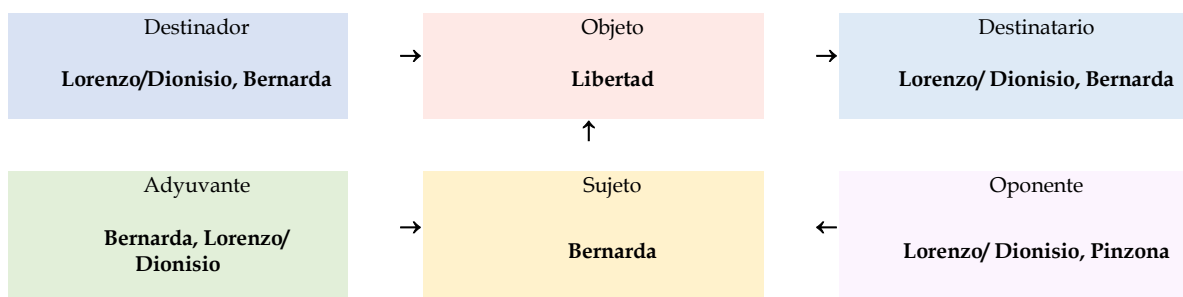 Destinador
Lorenzo/Dionisio, Bernarda
→
Objeto
Libertad
→
Destinatario
Lorenzo/ Dionisio, Bernarda
↑
Adyuvante
Bernarda, Lorenzo/
Dionisio
→
Sujeto
Bernarda
←
Oponente
Lorenzo/ Dionisio, Pinzona